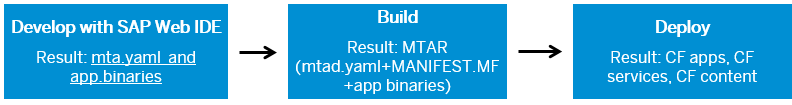 Develop with SAP Web IDE
Result: mta.yaml and
app.binaries
Build
Result: MTAR
(mtad.yaml+MANIFEST.MF
+app binaries)
Deploy
Result: CF apps, CF
services, CF content